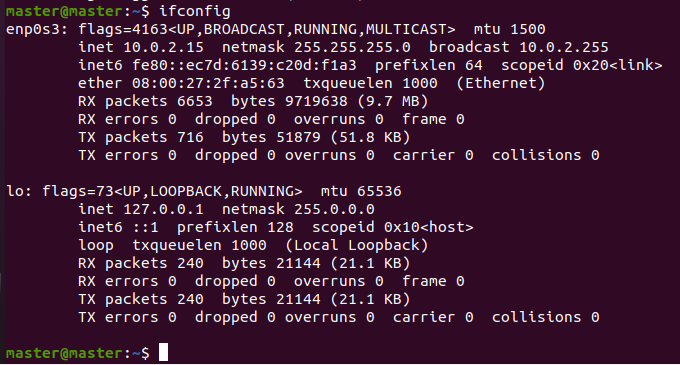 master@master:~$ ifconfig
enp0s3: flags=4163<UP,BROADCAST,RUNNING,MULTICAST>  mtu 1500
        inet 10.0.2.15  netmask 255.255.255.0  broadcast 10.0.2.255
        inet6 fe80::ec7d:6139:c20d:f1a3  prefixlen 64  scopeid 0x20<link>
        ether 08:00:27:2f:a5:63  txqueuelen 1000  (Ethernet)
        RX packets 6653  bytes 9719638 (9.7 MB)
        RX errors 0  dropped 0  overruns 0  frame 0
        TX packets 716  bytes 51879 (51.8 KB)
        TX errors 0  dropped 0 overruns 0  carrier 0  collisions 0

lo: flags=73<UP,LOOPBACK,RUNNING>  mtu 65536
        inet 127.0.0.1  netmask 255.0.0.0
        inet6 ::1  prefixlen 128  scopeid 0x10<host>
        loop  txqueuelen 1000  (Local Loopback)
        RX packets 240  bytes 21144 (21.1 KB)
        RX errors 0  dropped 0  overruns 0  frame 0
        TX packets 240  bytes 21144 (21.1 KB)
        TX errors 0  dropped 0 overruns 0  carrier 0  collisions 0

master@master:~$